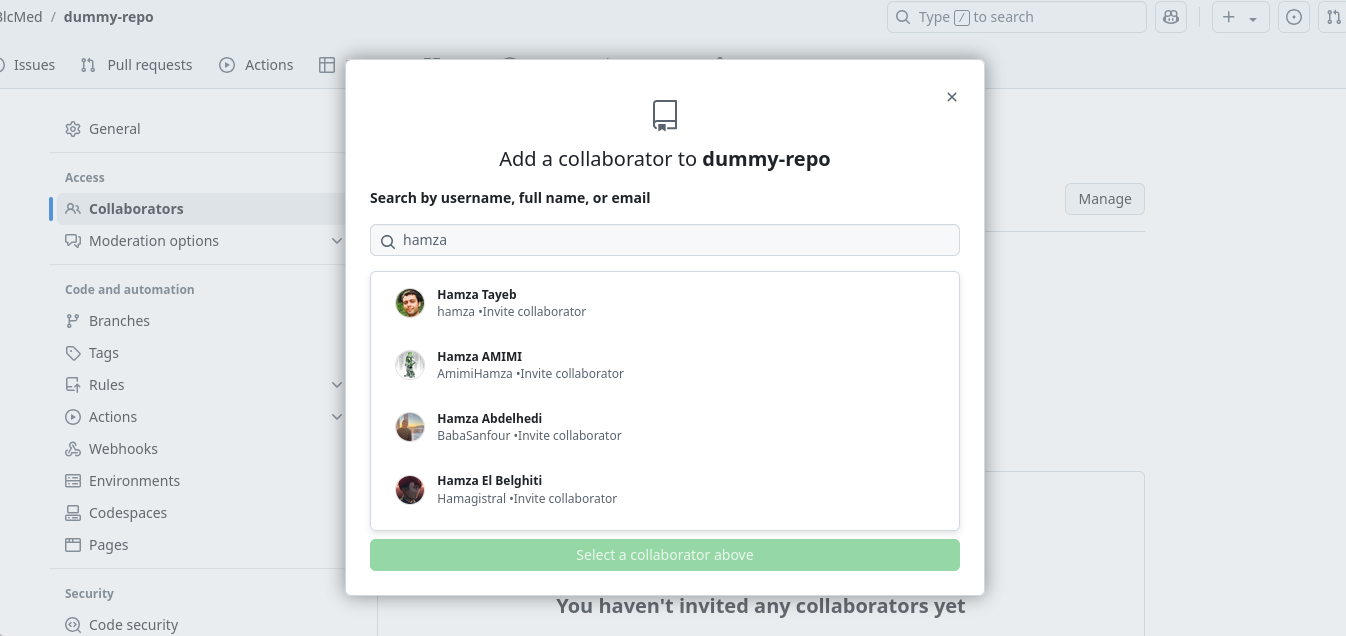 BlcMed / dummy-repo
Type / to search
Issues
Pull requests
Actions
Add a collaborator to dummy-repo
Search by username, full name, or email
hamza
Hamza Tayeb
hamza •Invite collaborator
Hamza AMIMI
AmimiHamza •Invite collaborator
Hamza Abdelhedi
BabaSanfour •Invite collaborator
Hamza El Belghiti
Hamagistral •Invite collaborator
Select a collaborator above
General
Access
Collaborators
Moderation options
Code and automation
Branches
Tags
Rules
Actions
Webhooks
Environments
Codespaces
Pages
Security
Code security
Manage
You haven't invited any collaborators yet